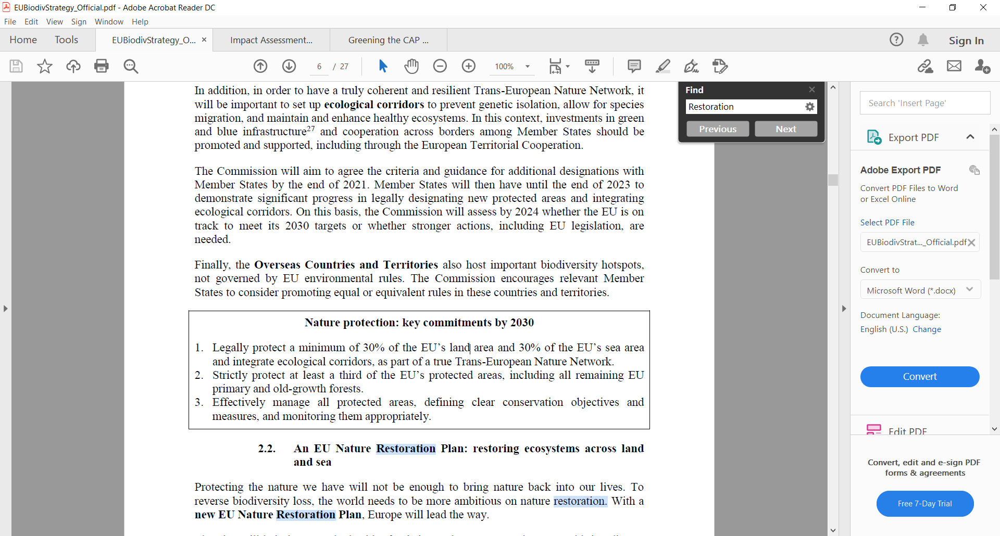 EUBiodivStrategy_Official.pdf - Adobe Acrobat Reader DC
File Edit View Sign Window Help
Home Tools EUBiodivStrategy_O... × Impact Assessment... Greening the CAP ... ? Sign In
6 / 27 100%
In addition, in order to have a truly coherent and resilient Trans-European Nature Network, it
will be important to set up ecological corridors to prevent genetic isolation, allow for species
migration, and maintain and enhance healthy ecosystems. In this context, investments in green
and blue infrastructure27 and cooperation across borders among Member States should be
promoted and supported, including through the European Territorial Cooperation.
The Commission will aim to agree the criteria and guidance for additional designations with
Member States by the end of 2021. Member States will then have until the end of 2023 to
demonstrate significant progress in legally designating new protected areas and integrating
ecological corridors. On this basis, the Commission will assess by 2024 whether the EU is on
track to meet its 2030 targets or whether stronger actions, including EU legislation, are
needed.
Finally, the Overseas Countries and Territories also host important biodiversity hotspots,
not governed by EU environmental rules. The Commission encourages relevant Member
States to consider promoting equal or equivalent rules in these countries and territories.
Nature protection: key commitments by 2030
1. Legally protect a minimum of 30% of the EU’s land area and 30% of the EU’s sea area
and integrate ecological corridors, as part of a true Trans-European Nature Network.
2. Strictly protect at least a third of the EU’s protected areas, including all remaining EU
primary and old-growth forests.
3. Effectively manage all protected areas, defining clear conservation objectives and
measures, and monitoring them appropriately.
2.2. An EU Nature Restoration Plan: restoring ecosystems across land
and sea
Protecting the nature we have will not be enough to bring nature back into our lives. To
reverse biodiversity loss, the world needs to be more ambitious on nature restoration. With a
new EU Nature Restoration Plan, Europe will lead the way.
Find
Restoration
Previous Next
Search 'Insert Page'
Export PDF
Adobe Export PDF
Convert PDF Files to Word
or Excel Online
Select PDF File
EUBiodivStrat..._Official.pdf
Convert to
Microsoft Word (*.docx)
Document Language:
English (U.S.) Change
Convert
Edit PDF
Convert, edit and e-sign PDF
forms & agreements
Free 7-Day Trial